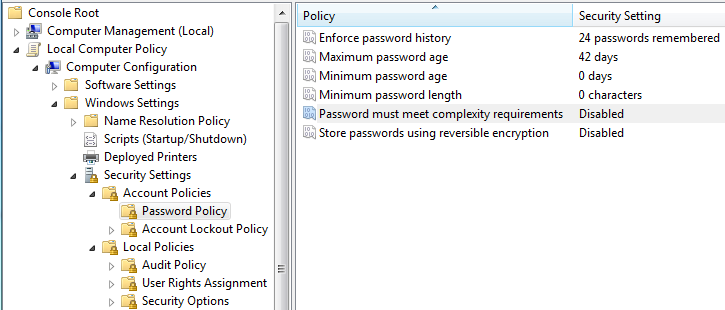 Console Root
Computer Management (Local)
Local Computer Policy
Computer Configuration
Software Settings
Windows Settings
Name Resolution Policy
Scripts (Startup/Shutdown)
Deployed Printers
Security Settings
Account Policies
Password Policy
Account Lockout Policy
Local Policies
Audit Policy
User Rights Assignment
Security Options
Policy Security Setting
Enforce password history 24 passwords remembered
Maximum password age 42 days
Minimum password age 0 days
Minimum password length 0 characters
Password must meet complexity requirements Disabled
Store passwords using reversible encryption Disabled